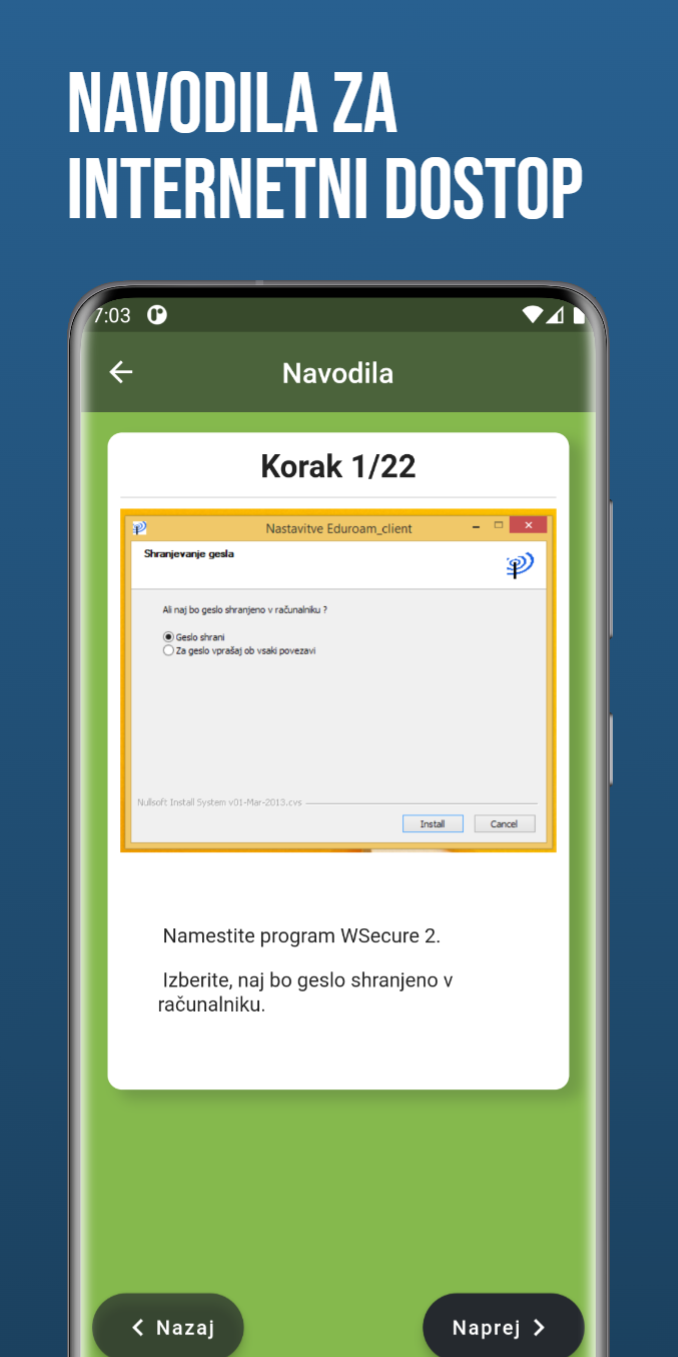 NAVODILA ZA
INTERNETNI DOSTOP
7:03
Navodila
Korak 1/22
Nastavitve Eduroam_client
Shranjevanje gesla
Ali naj bo geslo shranjeno v računalniku ?
Geslo shrani
Za geslo vprašaj ob vsaki povezavi
Nullsoft Install System v01-Mar-2013.cvs
Install
Cancel
Namestite program WSecure 2.
Izberite, naj bo geslo shranjeno v
računalniku.
Nazaj
Naprej